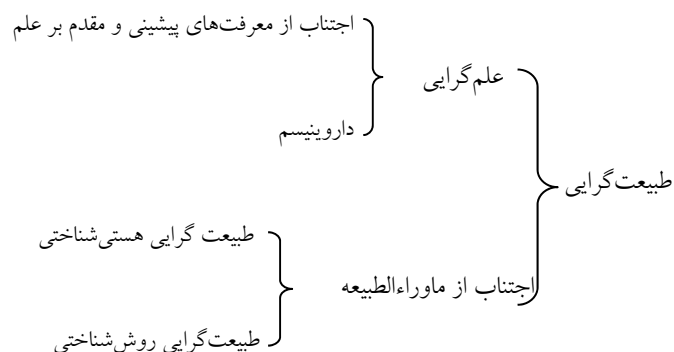 اجتناب از معرفت‌های پیشینی و مقدم بر علم
علم‌گرایی
داروینیسم
طبیعت‌گرایی
طبیعت گرایی هستی‌شناختی
اجتناب از ماوراءالطبیعه
طبیعت‌گرایی روش‌شناختی